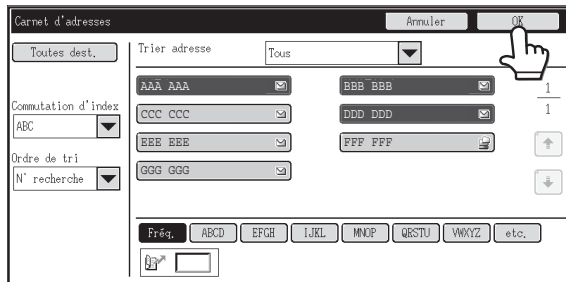 Carnet d'adresses Annuler OK
Toutes dest. Trier adresse Tous
AAA AAA BBB BBB 1
Commutation d'index CCC CCC DDD DDD 1
ABC
EEE EEE FFF FFF
Ordre de tri
N° recherche GGG GGG
Fréq. ABCD EFGH IJKL MNOP QRSTU VWXYZ etc.